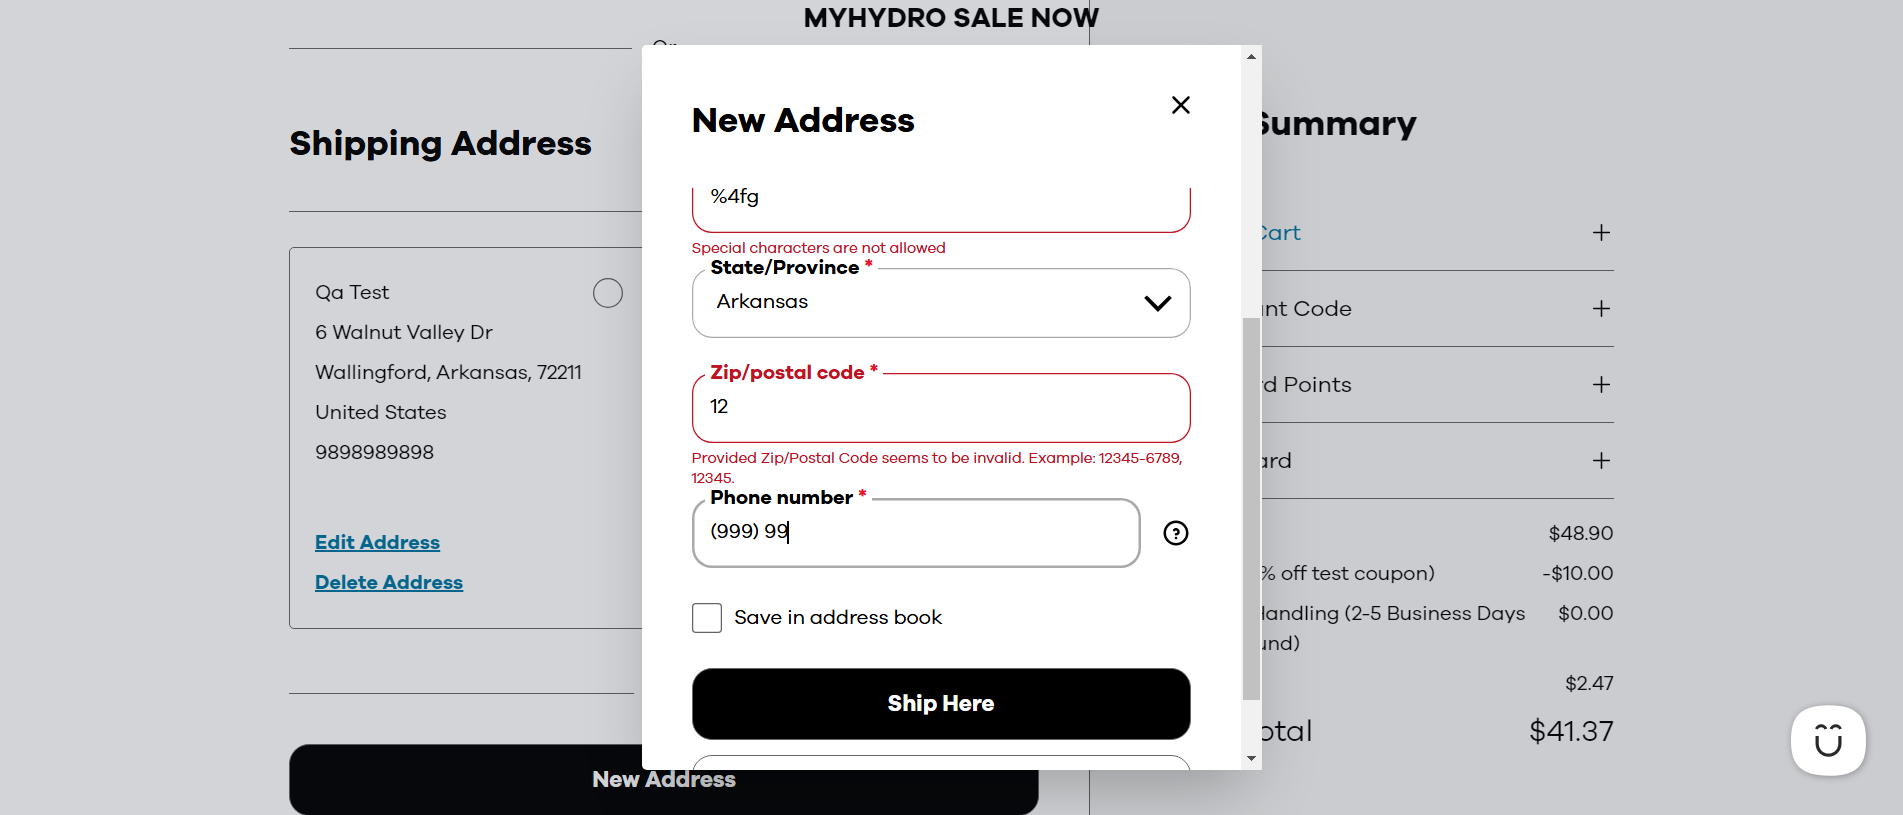 MYHYDRO SALE NOW
Or
Shipping Address
Qa Test
6 Walnut Valley Dr
Wallingford, Arkansas, 72211
United States
9898989898
Edit Address
Delete Address
New Address
New Address
%4fg
Special characters are not allowed
State/Province *
Arkansas
Zip/postal code *
12
Provided Zip/Postal Code seems to be invalid. Example: 12345-6789,
12345.
Phone number *
(999) 99
?
Save in address book
Ship Here
Summary
Cart +
nt Code +
d Points +
ard +
$48.90
% off test coupon) -$10.00
Handling (2-5 Business Days $0.00
und)
$2.47
otal $41.37